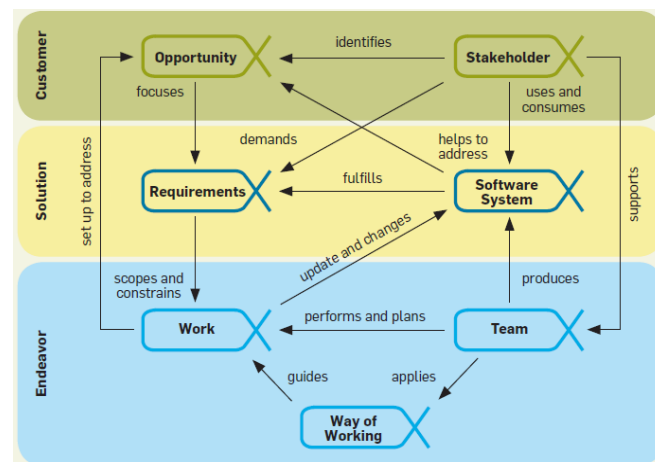 Customer
identifies
Opportunity
Stakeholder
focuses
uses and
consumes
demands
helps to
address
set up to address
Solution
fulfills
Requirements
Software
System
supports
update and changes
scopes and
constrains
produces
Endeavor
performs and plans
Work
Team
guides
applies
Way of
Working